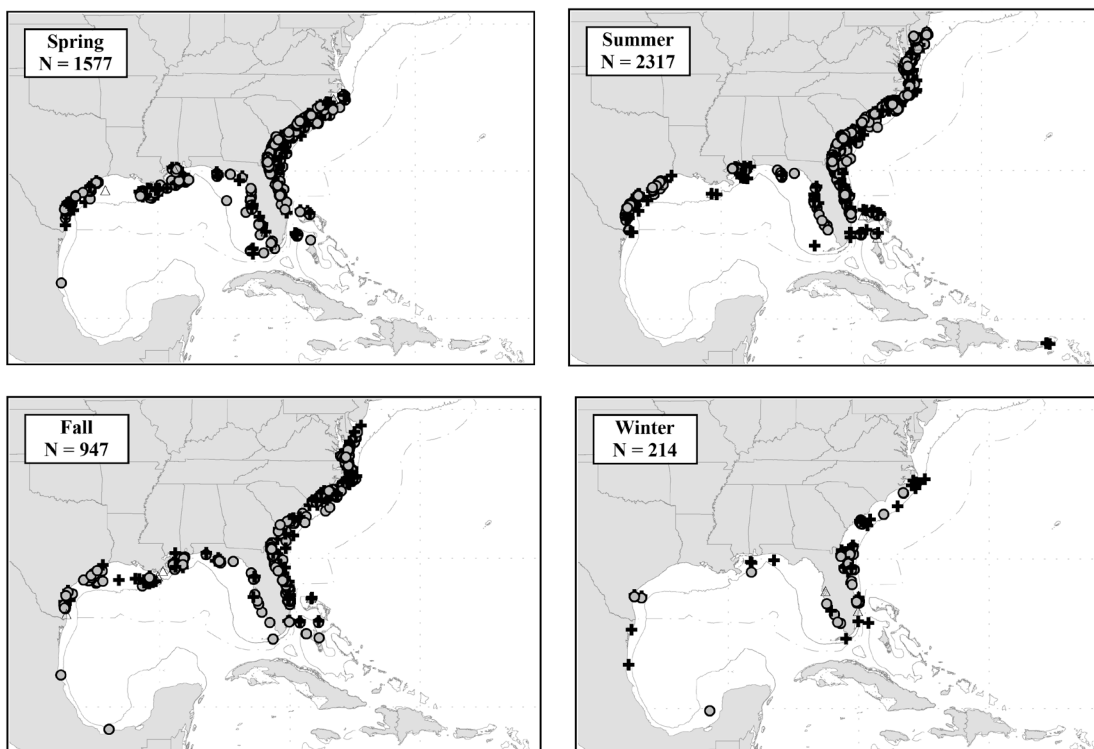 Spring
N = 1577
Summer
N = 2317
Fall
N = 947
Winter
N = 214